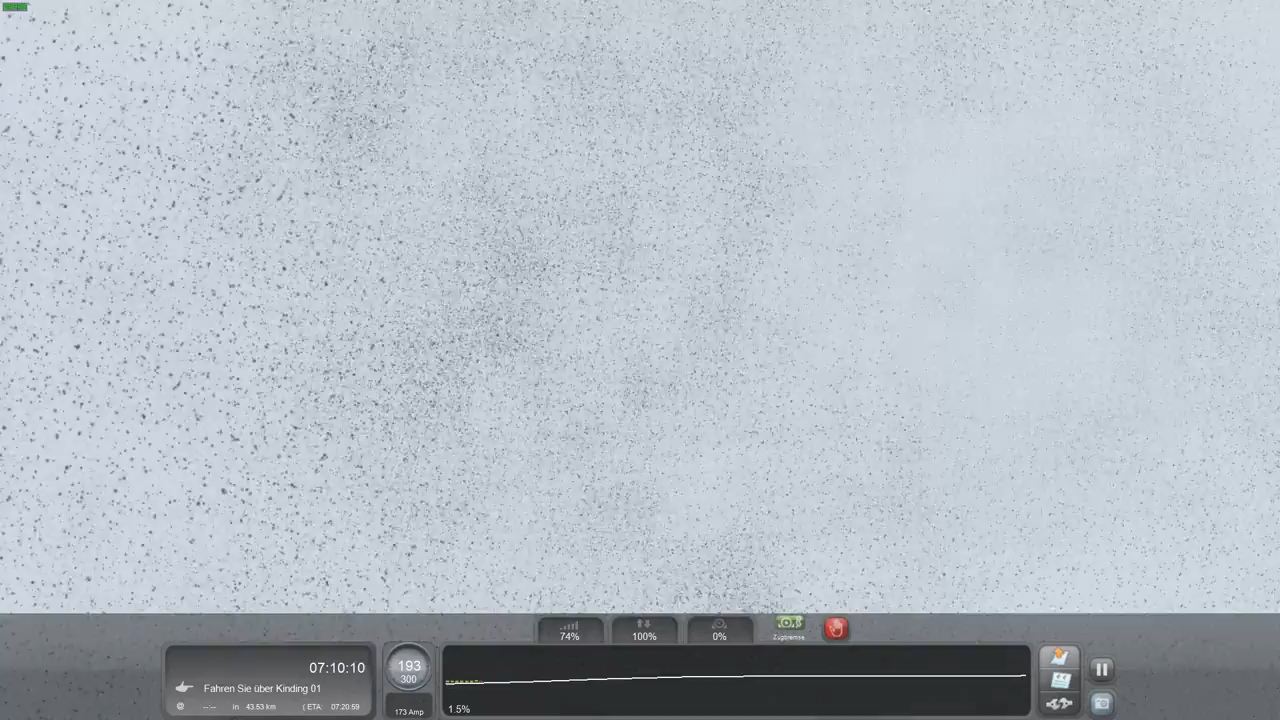 74%
100%
0%
Zugbremse
07:10:10
Fahren Sie über Kinding 01
--:--
in
43.53 km
( ETA:
07:20:59
193
300
173 Amp
1.5%